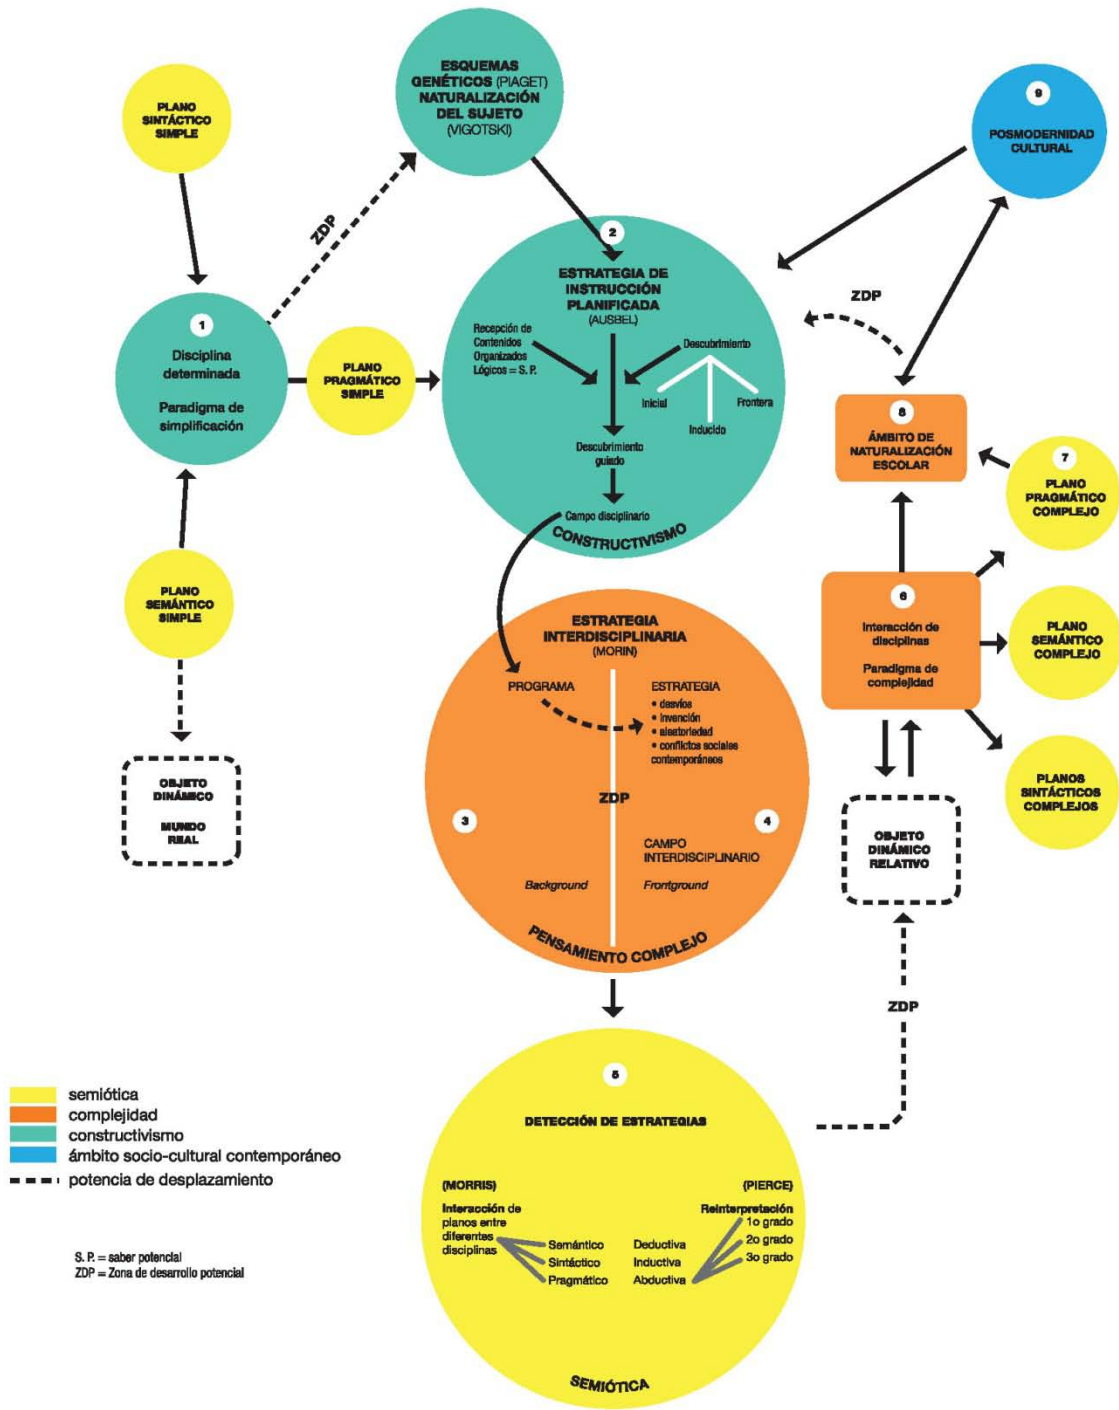 PLANO
SINTÁCTICO
SIMPLE
ESQUEMAS
GENÉTICOS (PIAGET)
NATURALIZACIÓN
DEL SUJETO
(VIGOTSKI)
9
POSMODERNIDAD
CULTURAL
ZDP
1
Disciplina
determinada
Paradigma de
simplificación
PLANO
PRAGMÁTICO
SIMPLE
2
ESTRATEGIA DE
INSTRUCCIÓN
PLANIFICADA
(AUSBEL)
Recepción de
Contenidos
Organizados
Lógicos = S. P.
Descubrimiento
Inicial
Frontera
Inducido
Descubrimiento
guiado
Campo disciplinario
CONSTRUCTIVISMO
ZDP
8
ÁMBITO DE
NATURALIZACIÓN
ESCOLAR
7
PLANO
PRAGMÁTICO
COMPLEJO
PLANO
SEMÁNTICO
SIMPLE
OBJETO
DINÁMICO
MUNDO
REAL
ESTRATEGIA
INTERDISCIPLINARIA
(MORIN)
PROGRAMA
ESTRATEGIA
• desvíos
• invención
• aleatoriedad
• conflictos sociales
contemporáneos
ZDP
3
4
CAMPO
INTERDISCIPLINARIO
Background
Frontground
PENSAMIENTO COMPLEJO
6
Interacción de
disciplinas
Paradigma de
complejidad
PLANO
SEMÁNTICO
COMPLEJO
PLANOS
SINTÁCTICOS
COMPLEJOS
OBJETO
DINÁMICO
RELATIVO
ZDP
5
DETECCIÓN DE ESTRATEGIAS
(MORRIS)
Interacción de
planos entre
diferentes
disciplinas
Semántico
Sintáctico
Pragmático
Deductiva
Inductiva
Abductiva
(PIERCE)
Reinterpretación
1o grado
2o grado
3o grado
SEMIÓTICA
semiótica
complejidad
constructivismo
ámbito socio-cultural contemporáneo
potencia de desplazamiento
S. P. = saber potencial
ZDP = Zona de desarrollo potencial